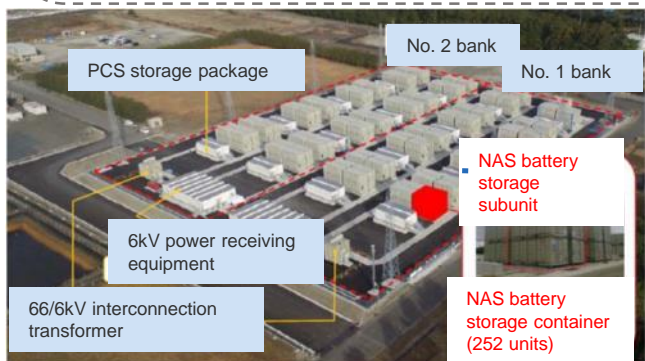 No. 2 bank
No. 1 bank
PCS storage package
NAS battery
storage
subunit
6kV power receiving
equipment
66/6kV interconnection
transformer
NAS battery
storage container
(252 units)